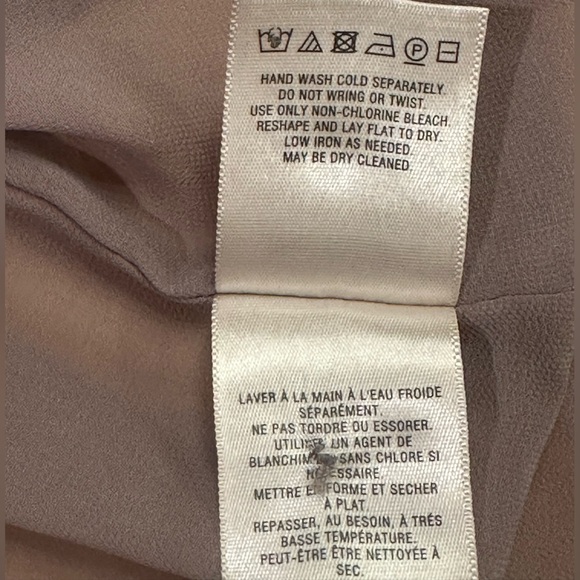 HAND WASH COLD SEPARATELY.
DO NOT WRING OR TWIST.
USE ONLY NON-CHLORINE BLEACH.
RESHAPE AND LAY FLAT TO DRY.
LOW IRON AS NEEDED.
MAY BE DRY CLEANED.
LAVER À LA MAIN À L'EAU FROIDE
SÉPARÉMENT.
NE PAS TORDRE OU ESSORER.
UTILISER UN AGENT DE
SANS CHLORE SI
METTRE EN FORME ET SECHER
À PLAT.
REPASSER, AU BESOIN, À TRÉS
BASSE TEMPÉRATURE.
PEUT-ÊTRE ÊTRE NETTOYÉE À
SEC.